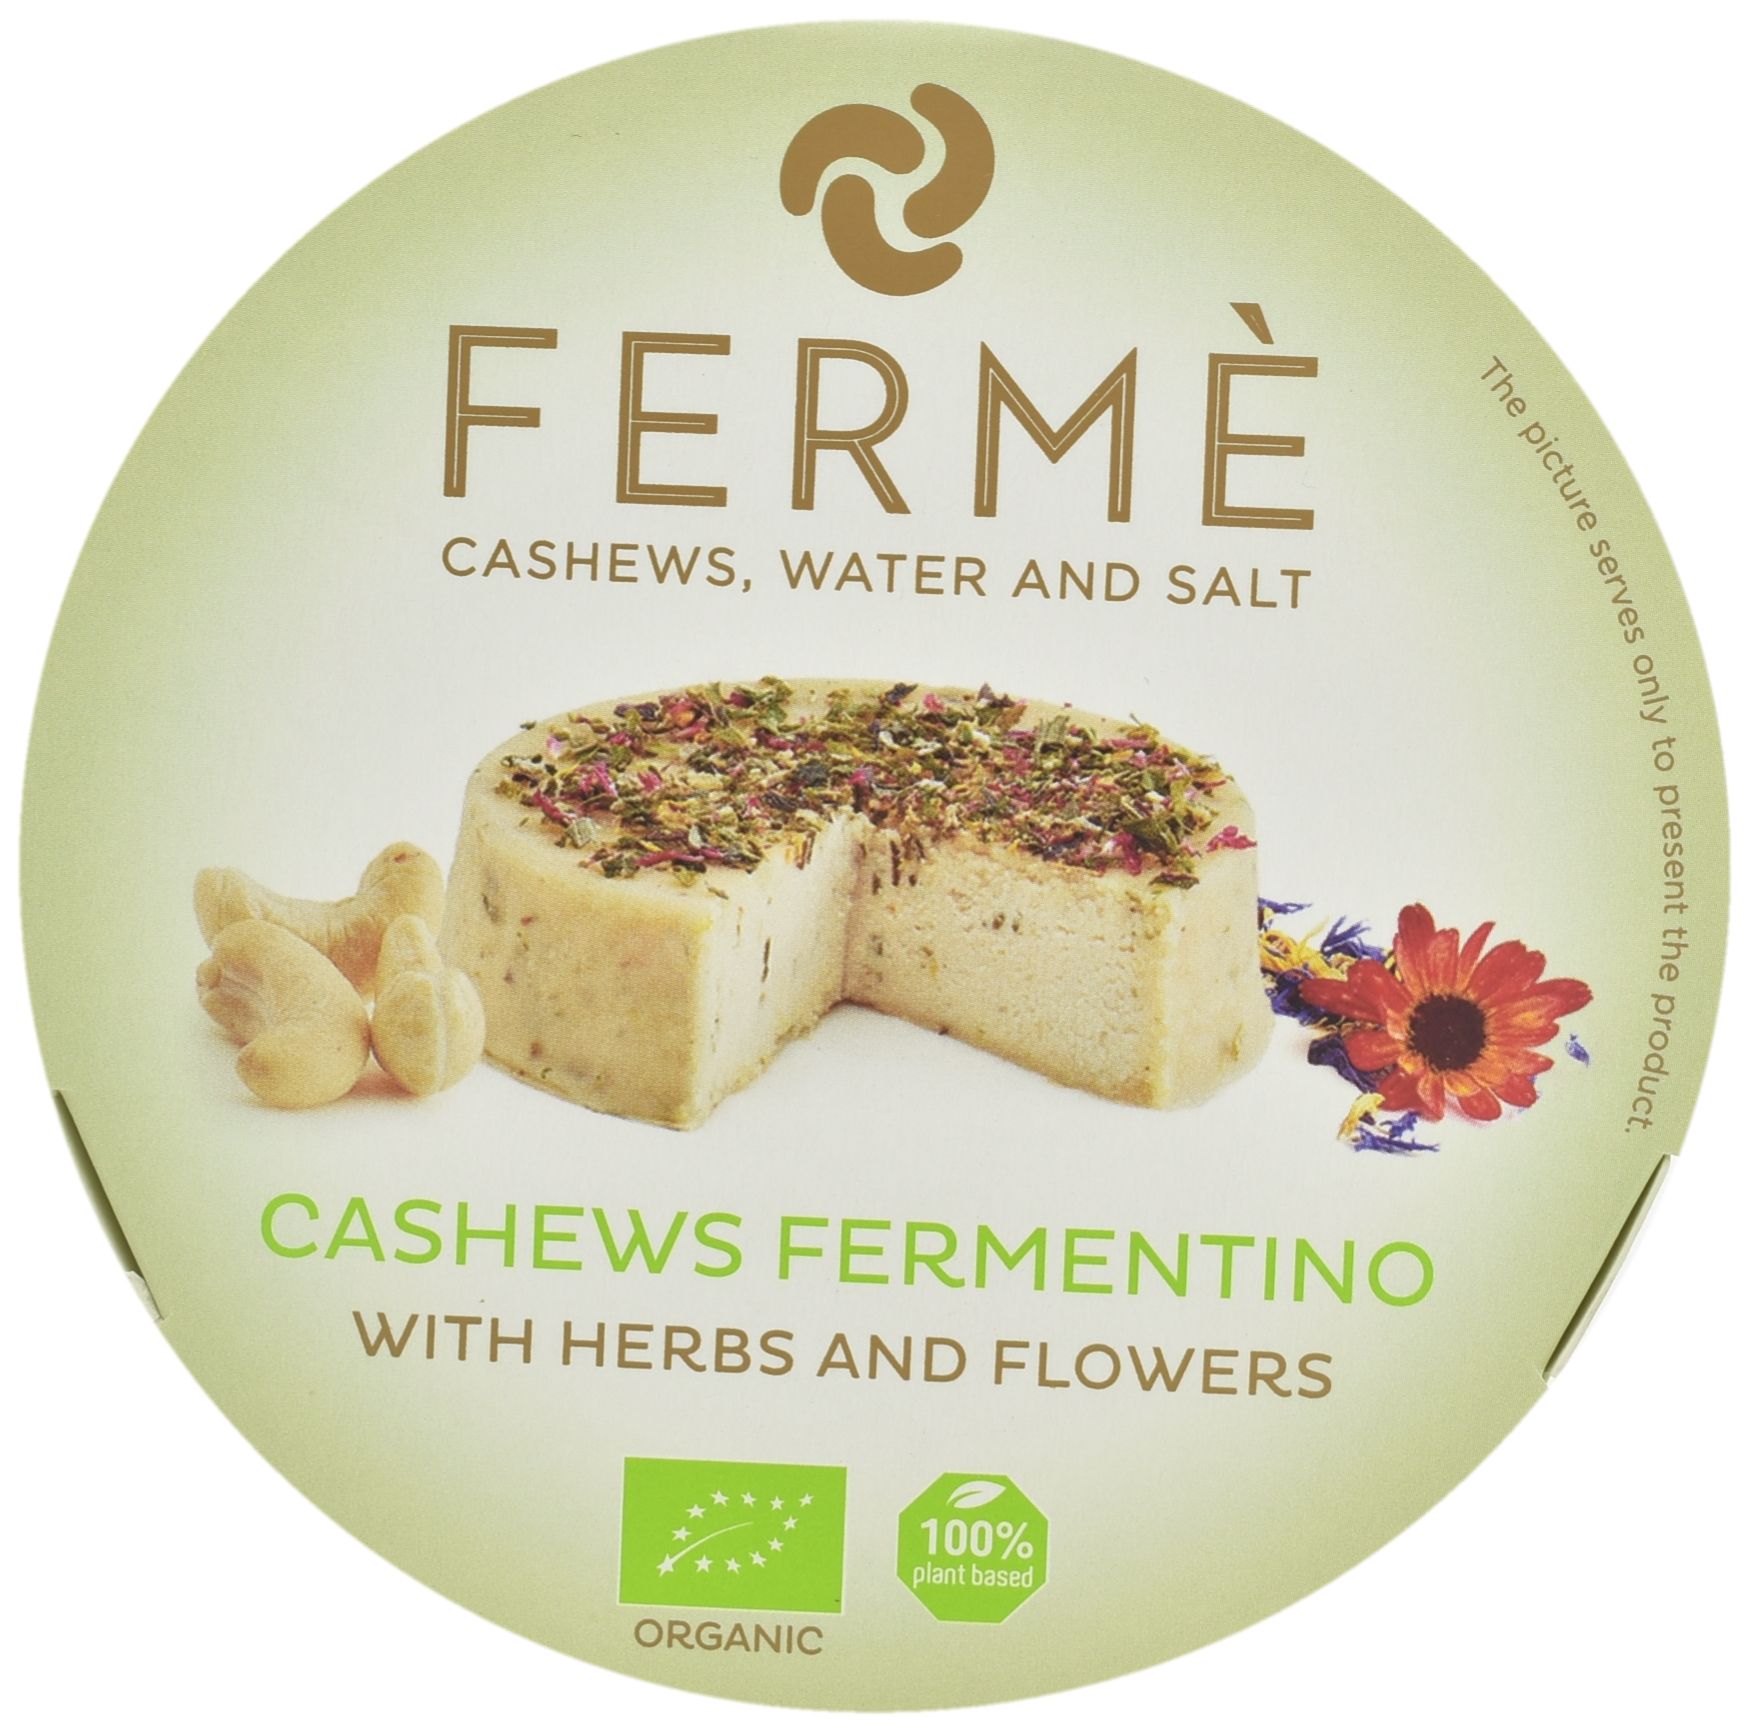 FERMÈ
CASHEWS, WATER AND SALT
The picture serves only to present the product.
CASHEWS FERMENTINO
WITH HERBS AND FLOWERS
100%
plant based
ORGANIC